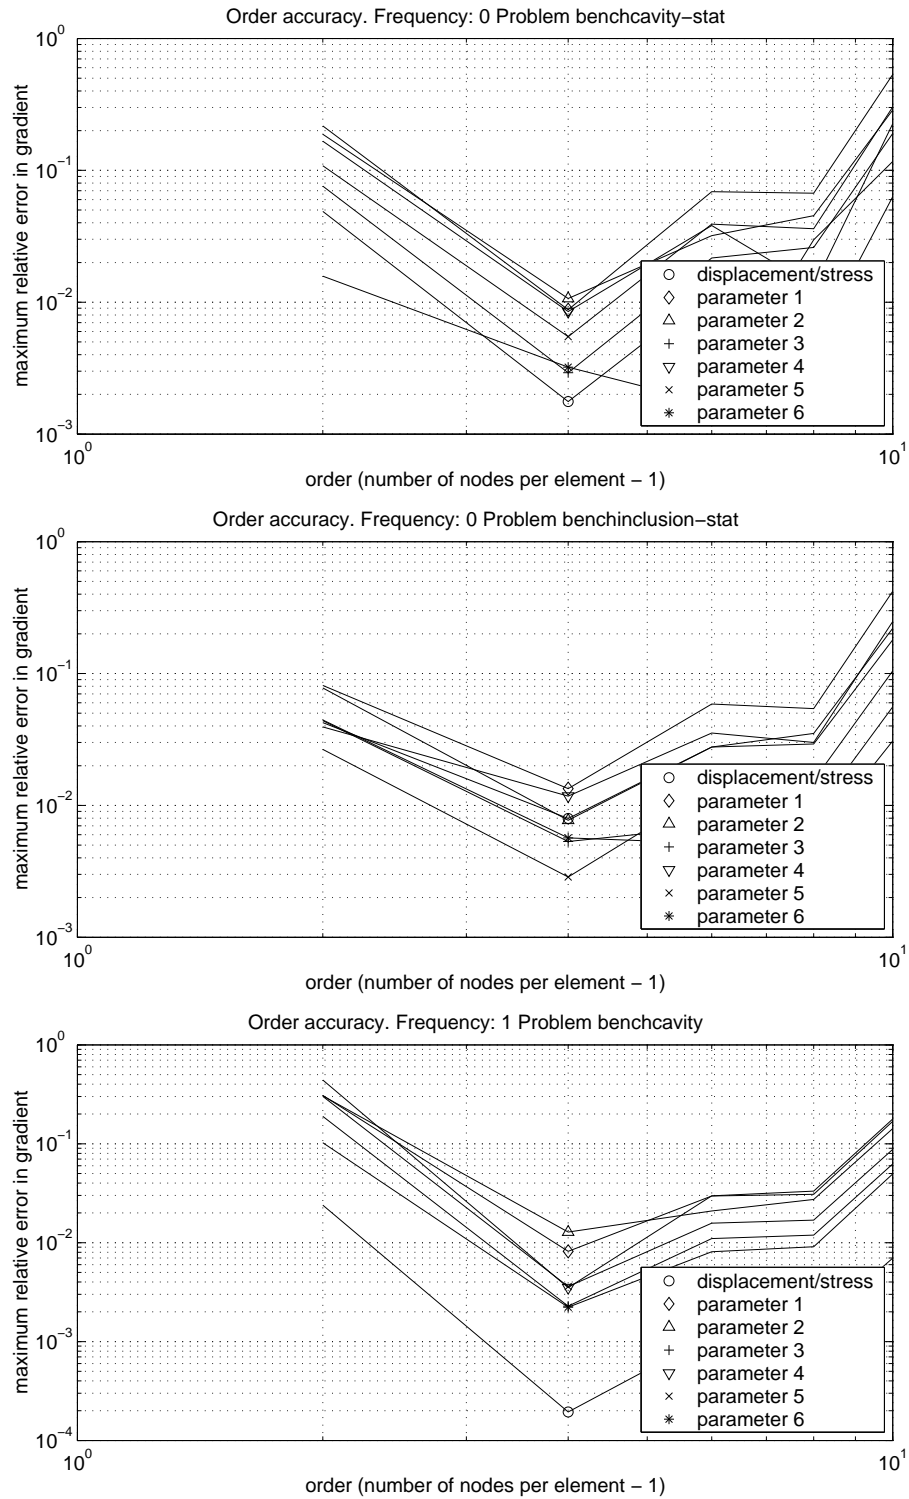 Order accuracy. Frequency: 0 Problem benchcavity−stat
10^0
10^−1
10^−2
10^−3
maximum relative error in gradient
displacement/stress
parameter 1
parameter 2
parameter 3
parameter 4
parameter 5
parameter 6
10^0 10^1
order (number of nodes per element − 1)
Order accuracy. Frequency: 0 Problem benchinclusion−stat
10^0
10^−1
10^−2
10^−3
maximum relative error in gradient
displacement/stress
parameter 1
parameter 2
parameter 3
parameter 4
parameter 5
parameter 6
10^0 10^1
order (number of nodes per element − 1)
Order accuracy. Frequency: 1 Problem benchcavity
10^0
10^−1
10^−2
10^−3
10^−4
maximum relative error in gradient
displacement/stress
parameter 1
parameter 2
parameter 3
parameter 4
parameter 5
parameter 6
10^0 10^1
order (number of nodes per element − 1)